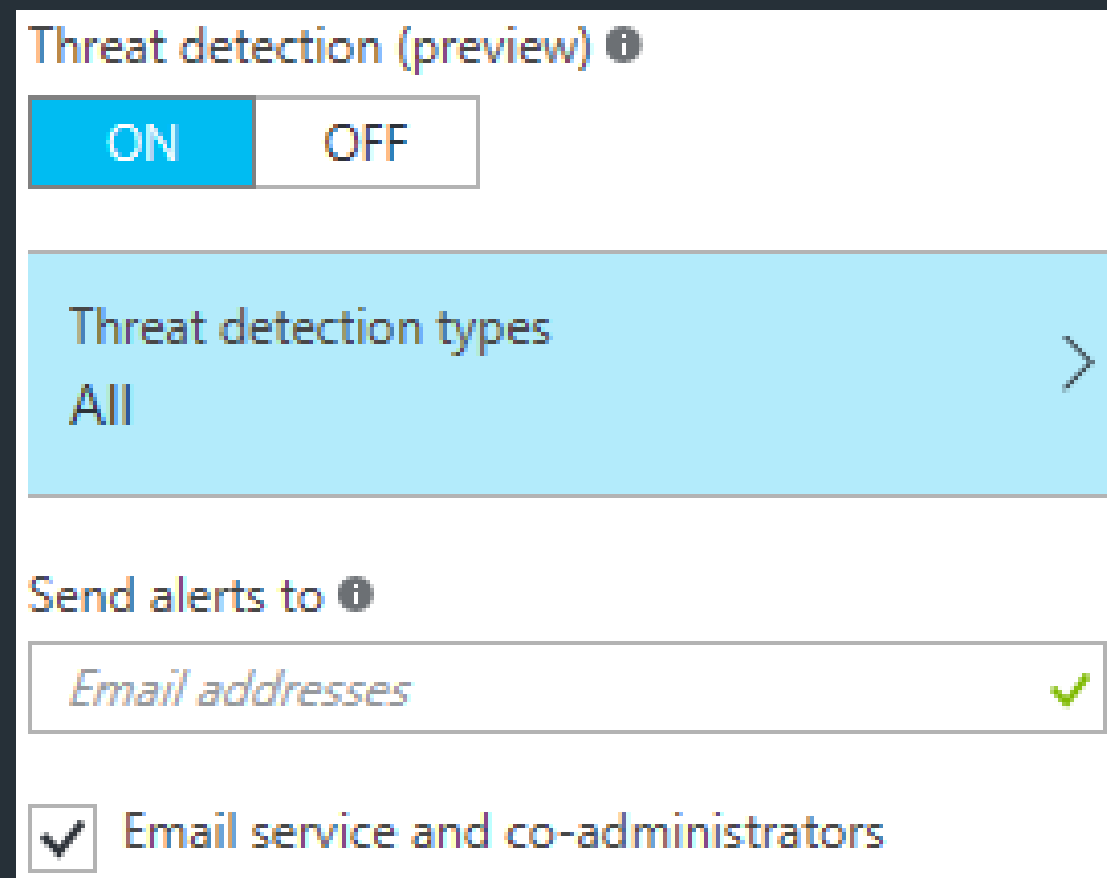 Threat detection (preview)
ON OFF
Threat detection types
All
Send alerts to
Email addresses
Email service and co-administrators